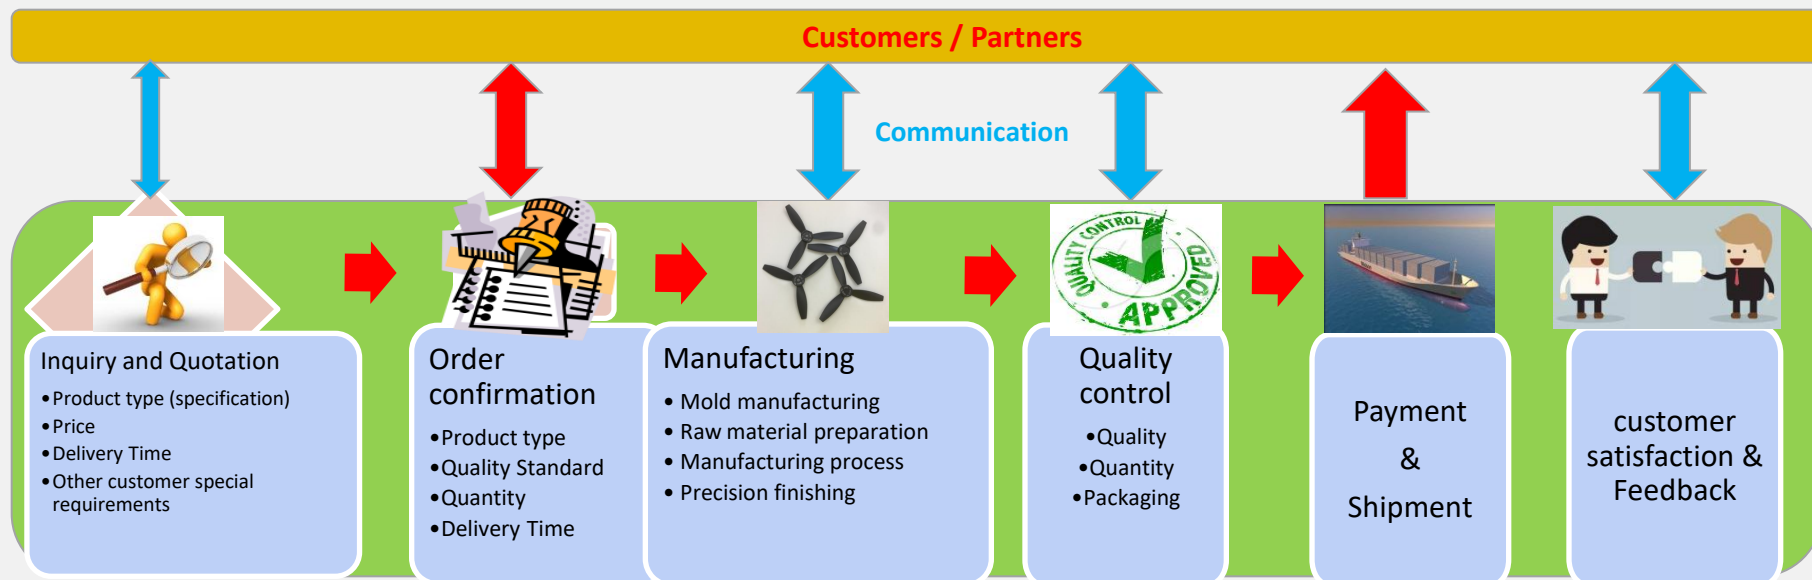 Customers / Partners
Communication
Inquiry and Quotation
•Product type (specification)
•Price
•Delivery Time
•Other customer special
requirements
Order
confirmation
•Product type
•Quality Standard
•Quantity
•Delivery Time
Manufacturing
• Mold manufacturing
• Raw material preparation
• Manufacturing process
• Precision finishing
QUALITY CONTROL
APPROVED
Quality
control
•Quality
•Quantity
•Packaging
Payment
&
Shipment
customer
satisfaction &
Feedback